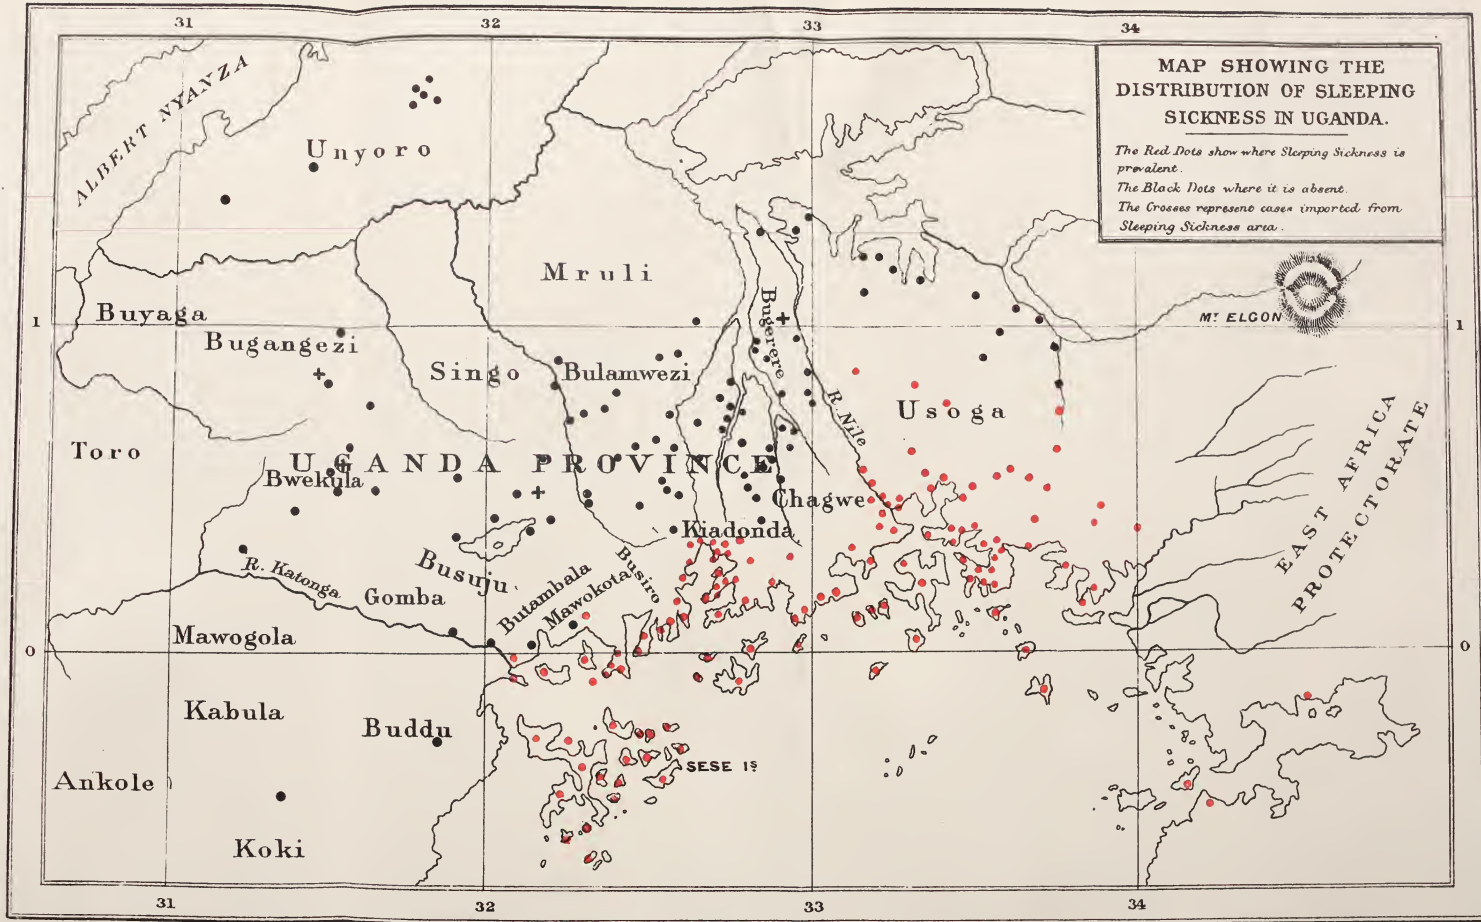 31 32 33 34
MAP SHOWING THE
DISTRIBUTION OF SLEEPING
SICKNESS IN UGANDA.
The Red Dots show where Sleeping Sickness is
prevalent.
The Black Dots where it is absent.
The Crosses represent cases imported from
Sleeping Sickness area.
ALBERT NYANZA
Unyoro
Mruli
Buyaga
Bugangezi
Singo
Bulamwezi
Bugerere
R. Nile
Usoga
MT ELGON
1 1
Toro
UGANDA PROVINCE
Bwekula
Chagwe
Kiadonda
EAST AFRICA
PROTECTORATE
R. Katonga
Busuju
Gomba
Butambala
Mawokota
Busiro
Mawogola
0 0
Kabula
Buddu
SESE IS
Ankole
Koki
31 32 33 34